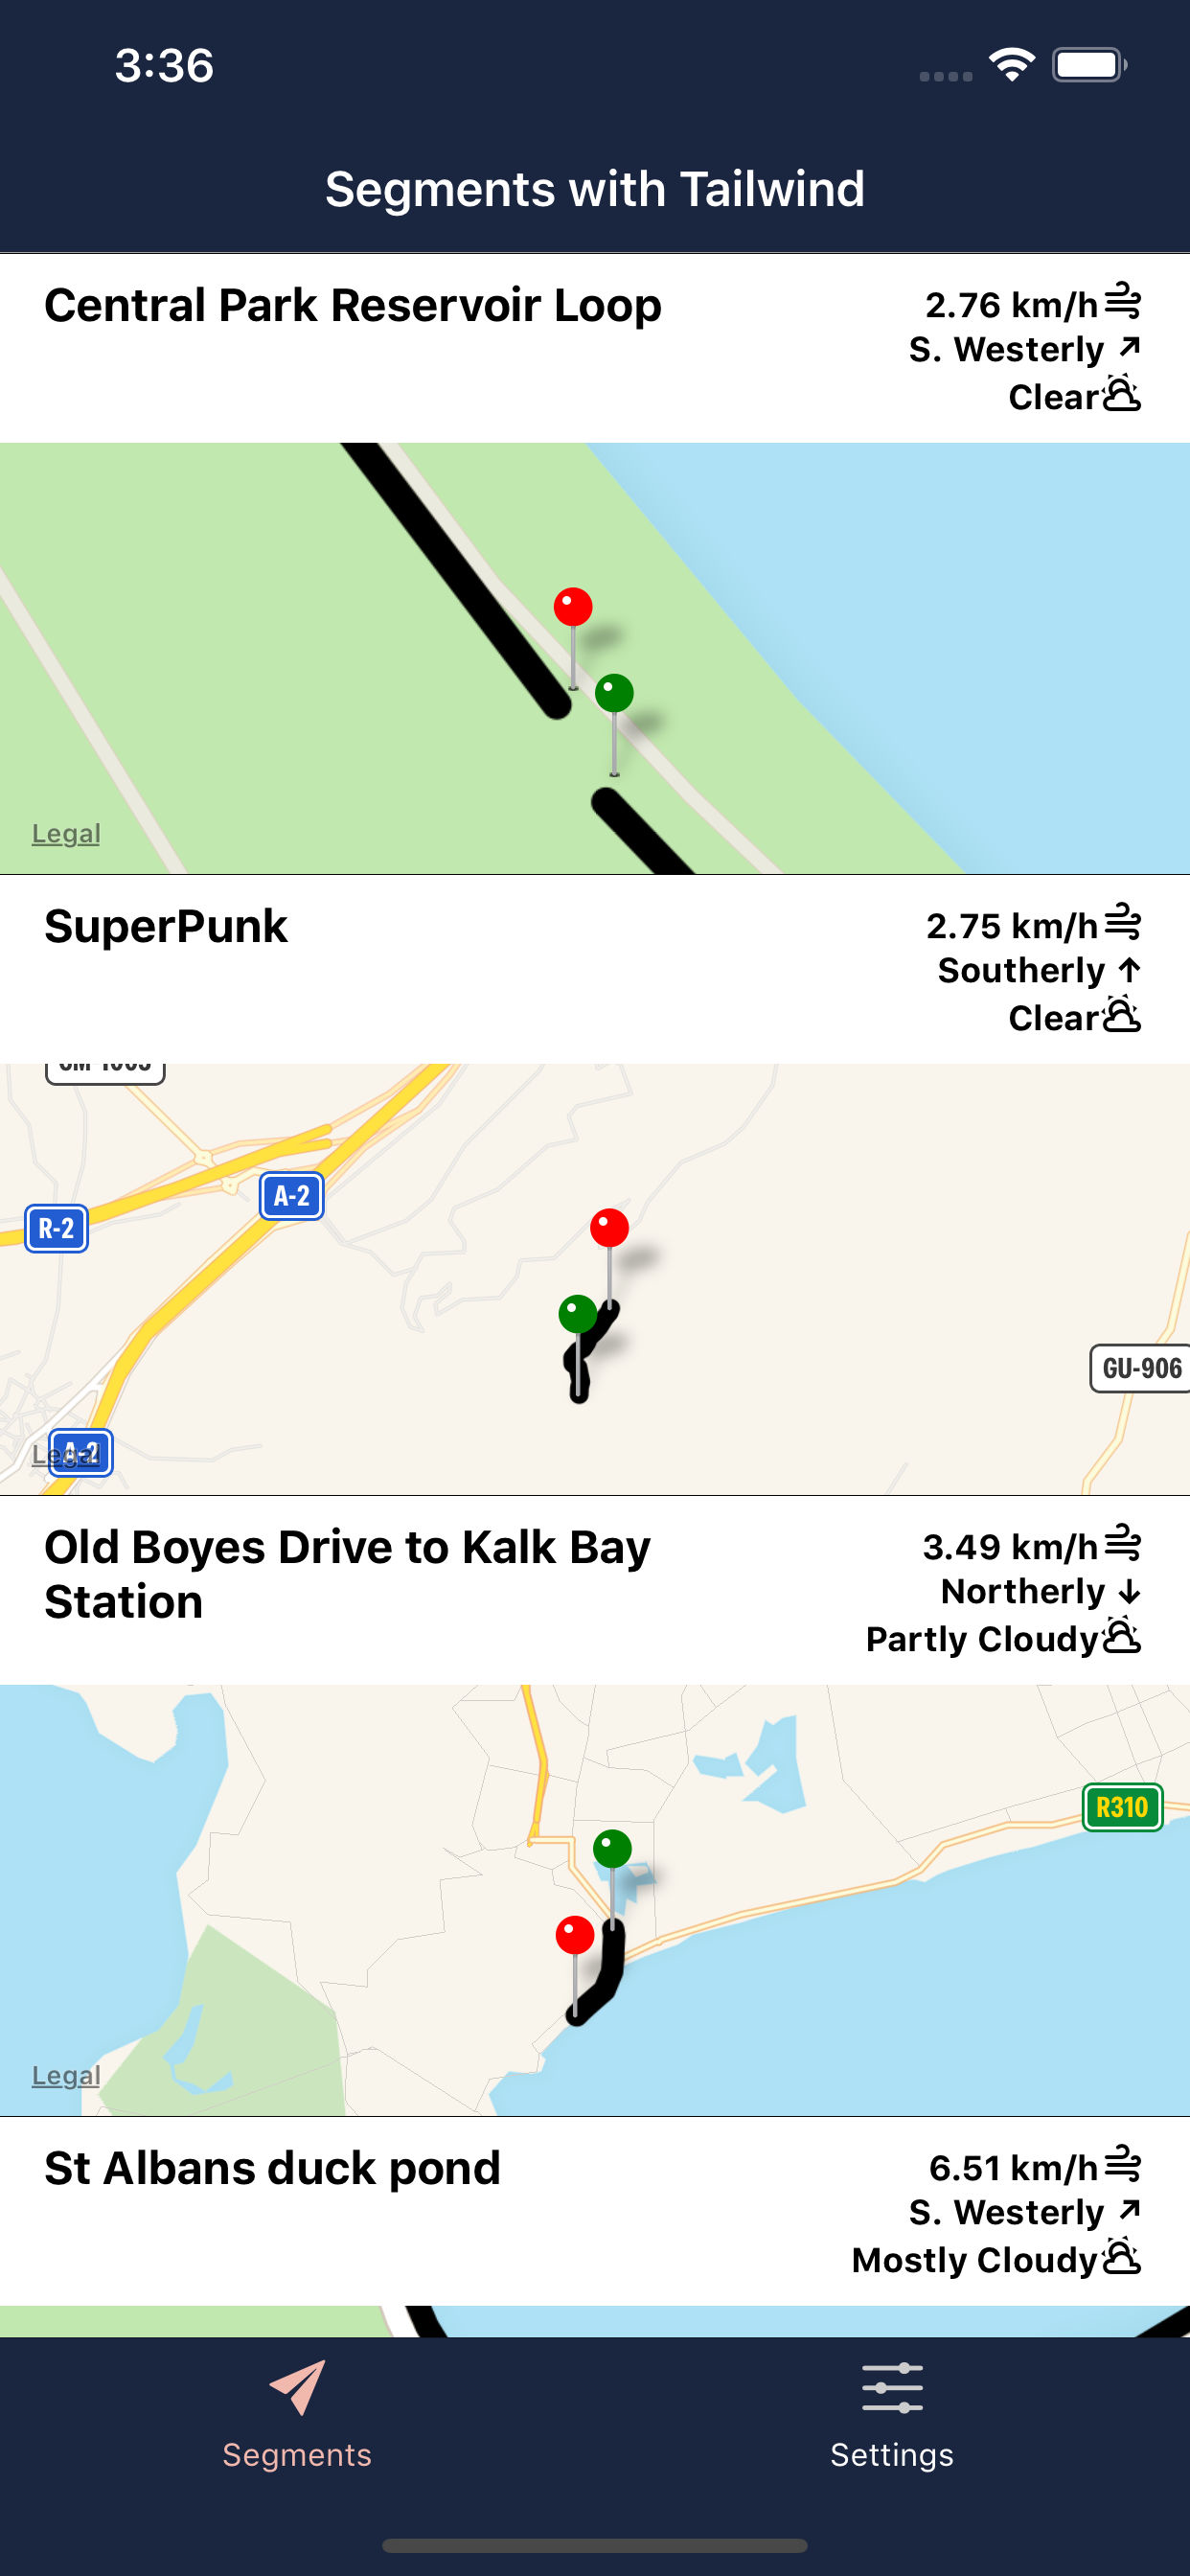 3:36
Segments with Tailwind
Central Park Reservoir Loop
2.76 km/h
S. Westerly ↗
Clear
Legal
SuperPunk
2.75 km/h
Southerly ↑
Clear
A-2
R-2
GU-906
A-2
Legal
Old Boyes Drive to Kalk Bay
Station
3.49 km/h
Northerly ↓
Partly Cloudy
R310
Legal
St Albans duck pond
6.51 km/h
S. Westerly ↗
Mostly Cloudy
Segments
Settings